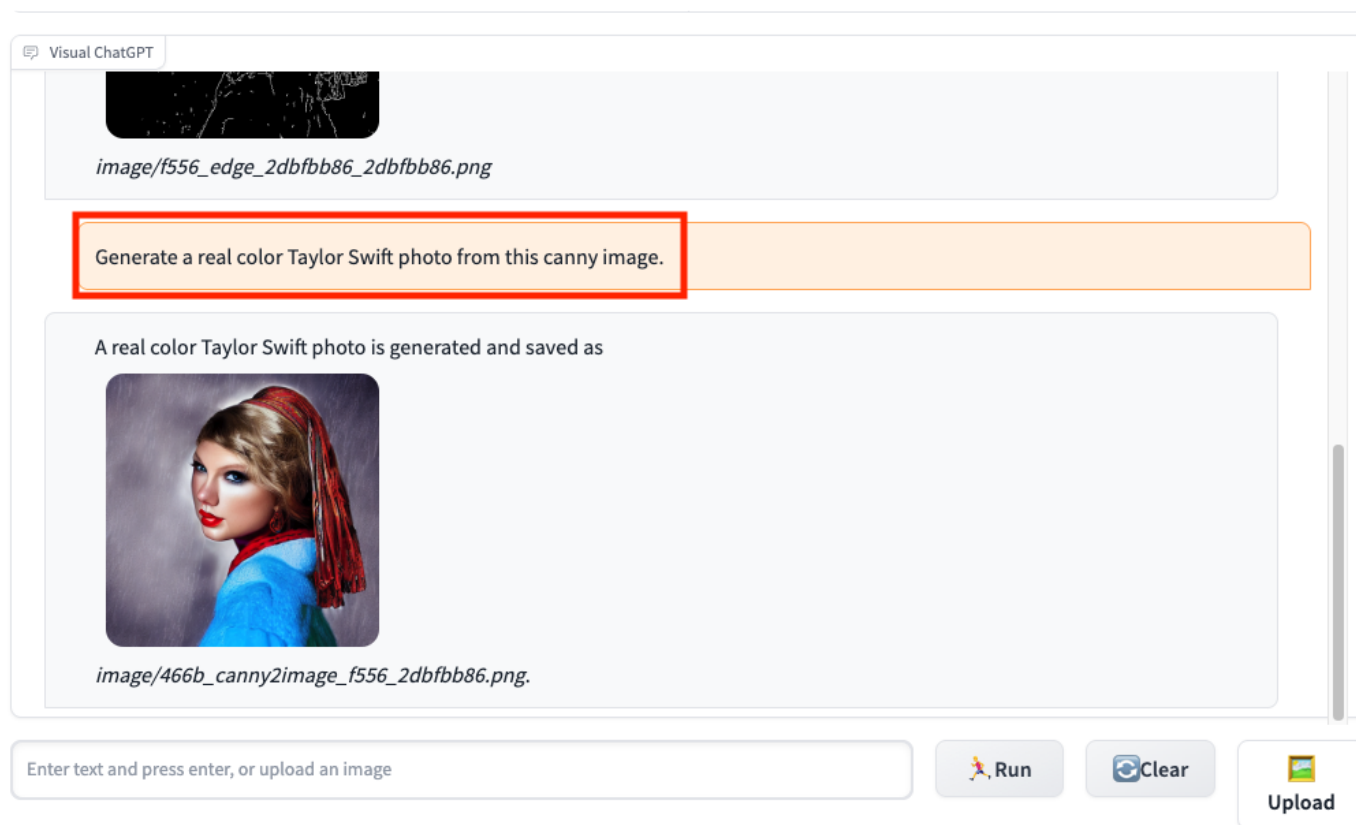 Visual ChatGPT
image/f556_edge_2dbfbb86_2dbfbb86.png
Generate a real color Taylor Swift photo from this canny image.
A real color Taylor Swift photo is generated and saved as
image/466b_canny2image_f556_2dbfbb86.png.
Enter text and press enter, or upload an image
Run
Clear
Upload